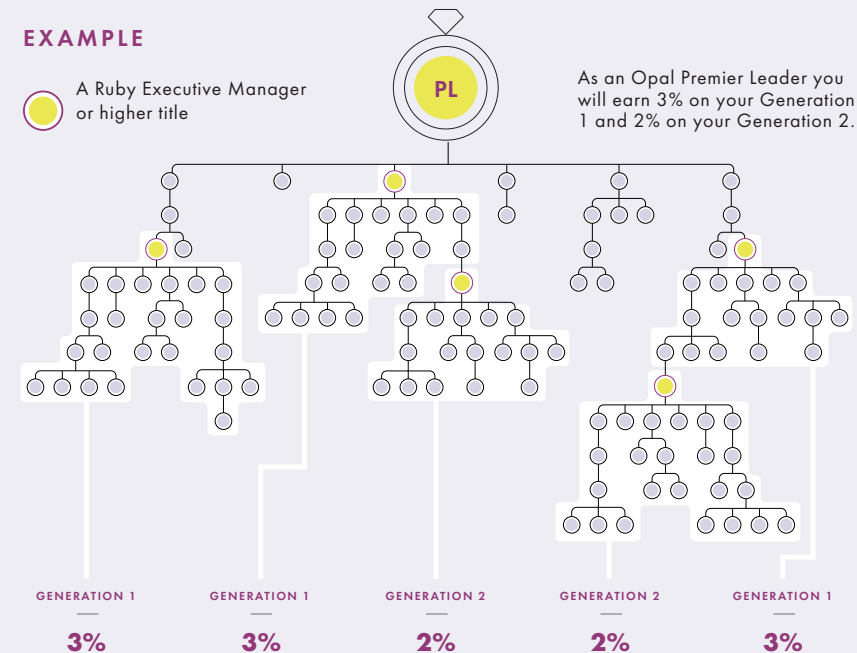 EXAMPLE
A Ruby Executive Manager
or higher title
PL
As an Opal Premier Leader you
will earn 3% on your Generation
1 and 2% on your Generation 2.
GENERATION 1
3%
GENERATION 1
3%
GENERATION 2
2%
GENERATION 2
2%
GENERATION 1
3%